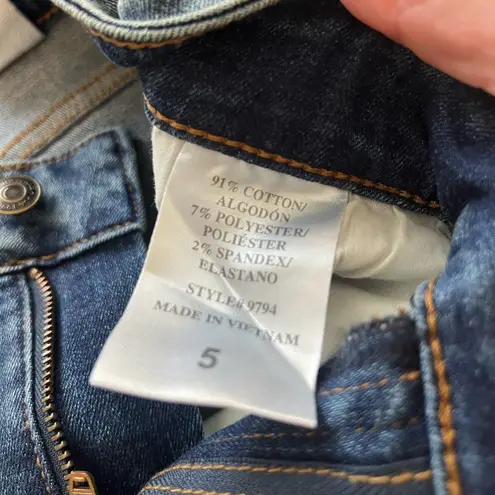 91% COTTON/
ALGODÓN
7% POLYESTER/
POLIÉSTER
2% SPANDEX/
ELASTANO
STYLE# 9794
MADE IN VIETNAM
5